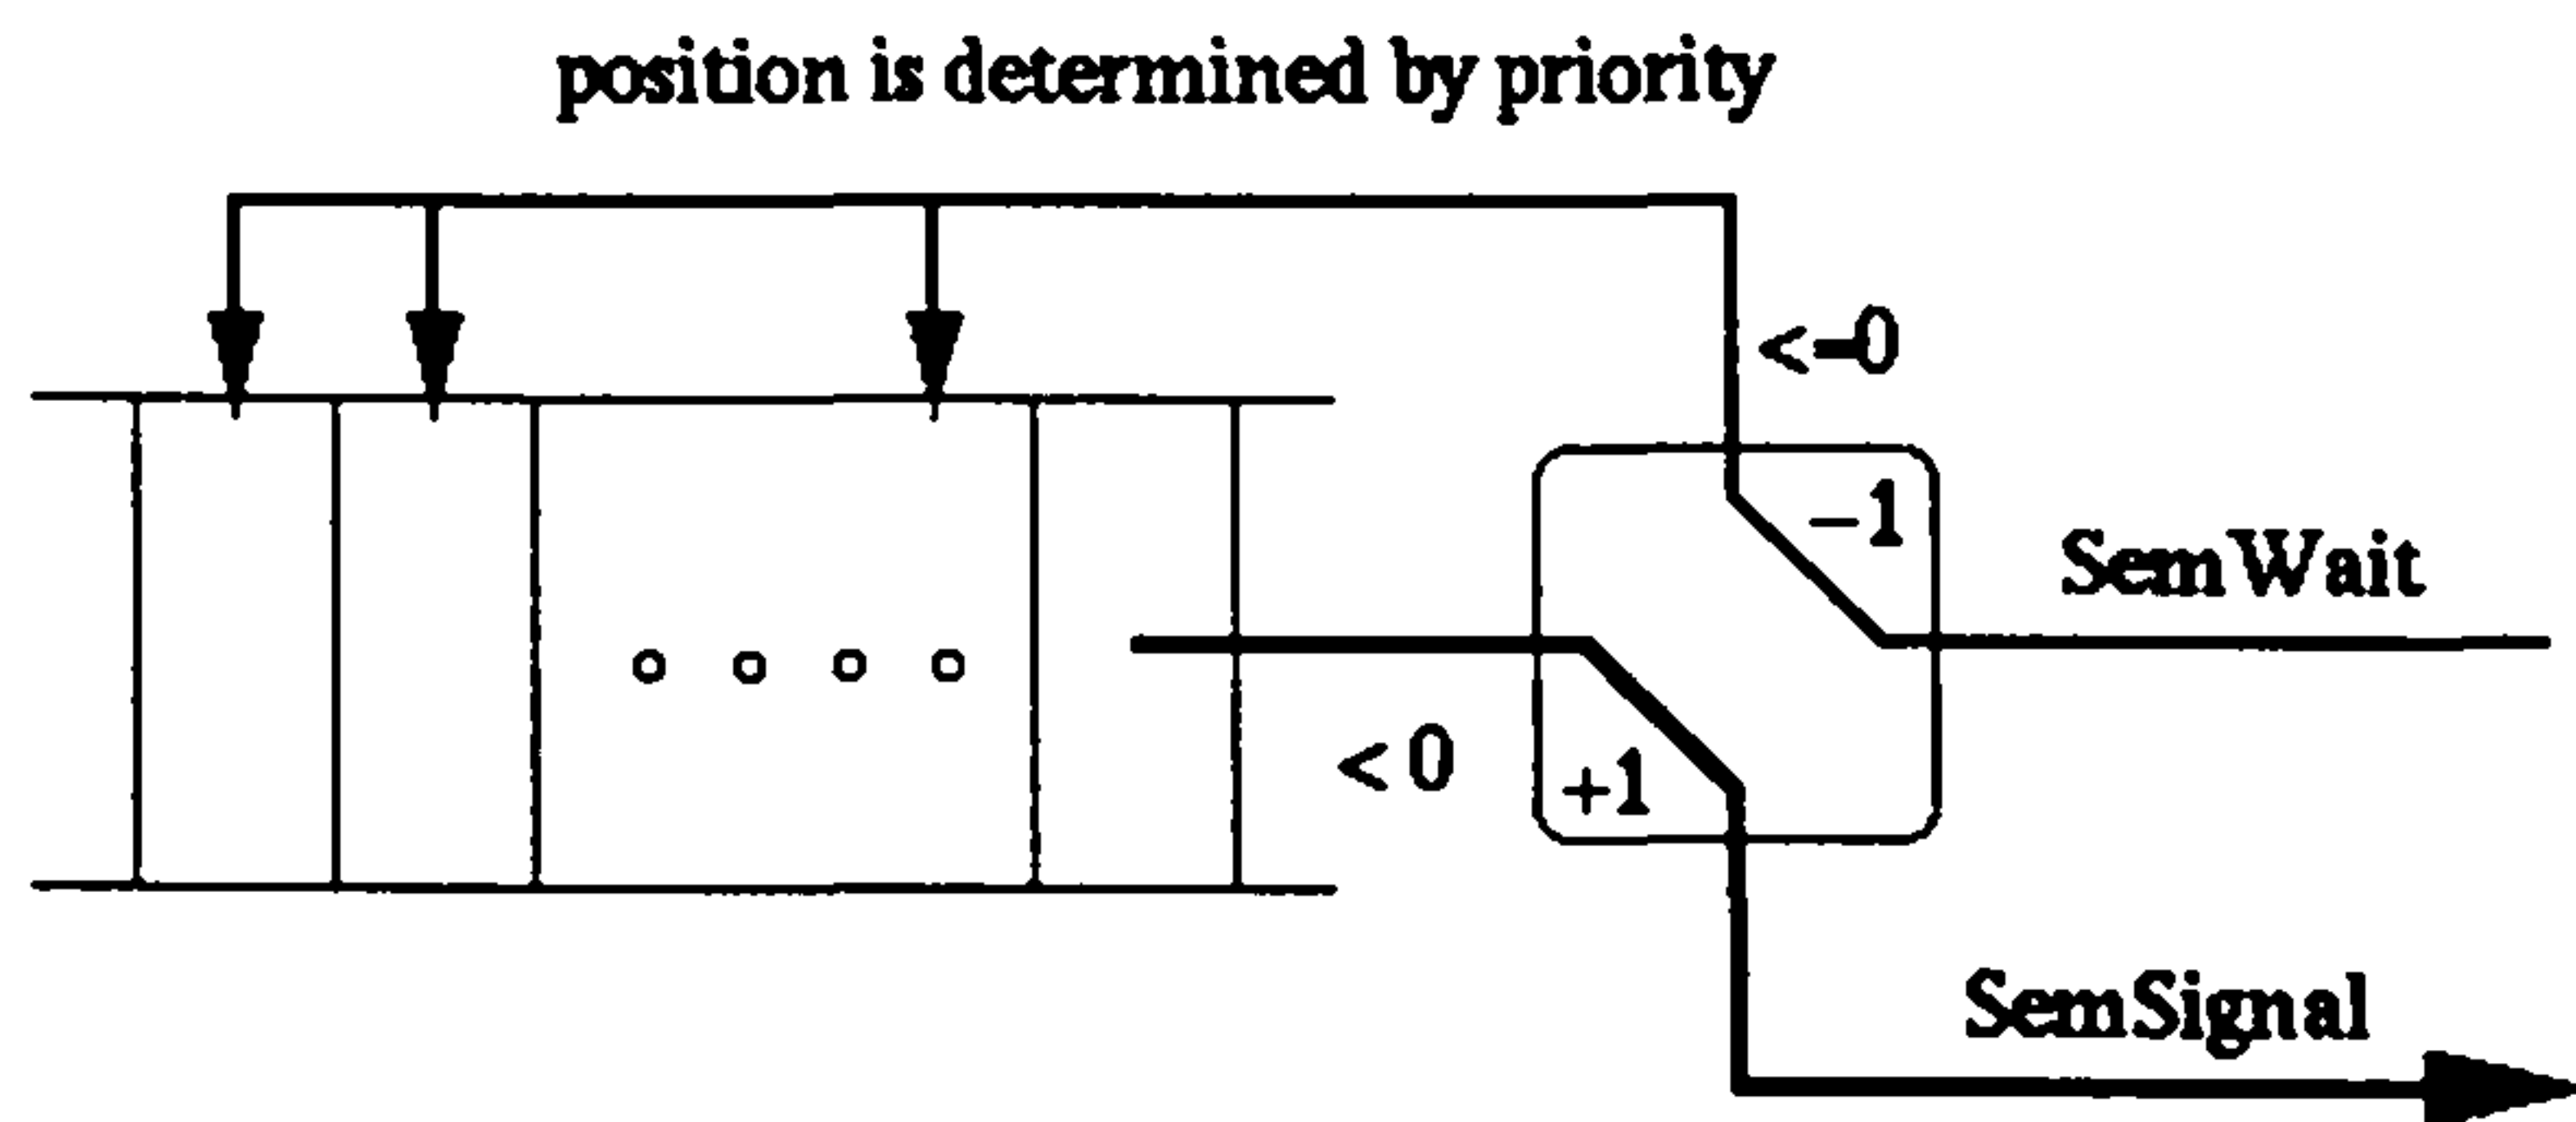 position is determined by priority
<=0
-1
SemWait
< 0
+1
SemSignal